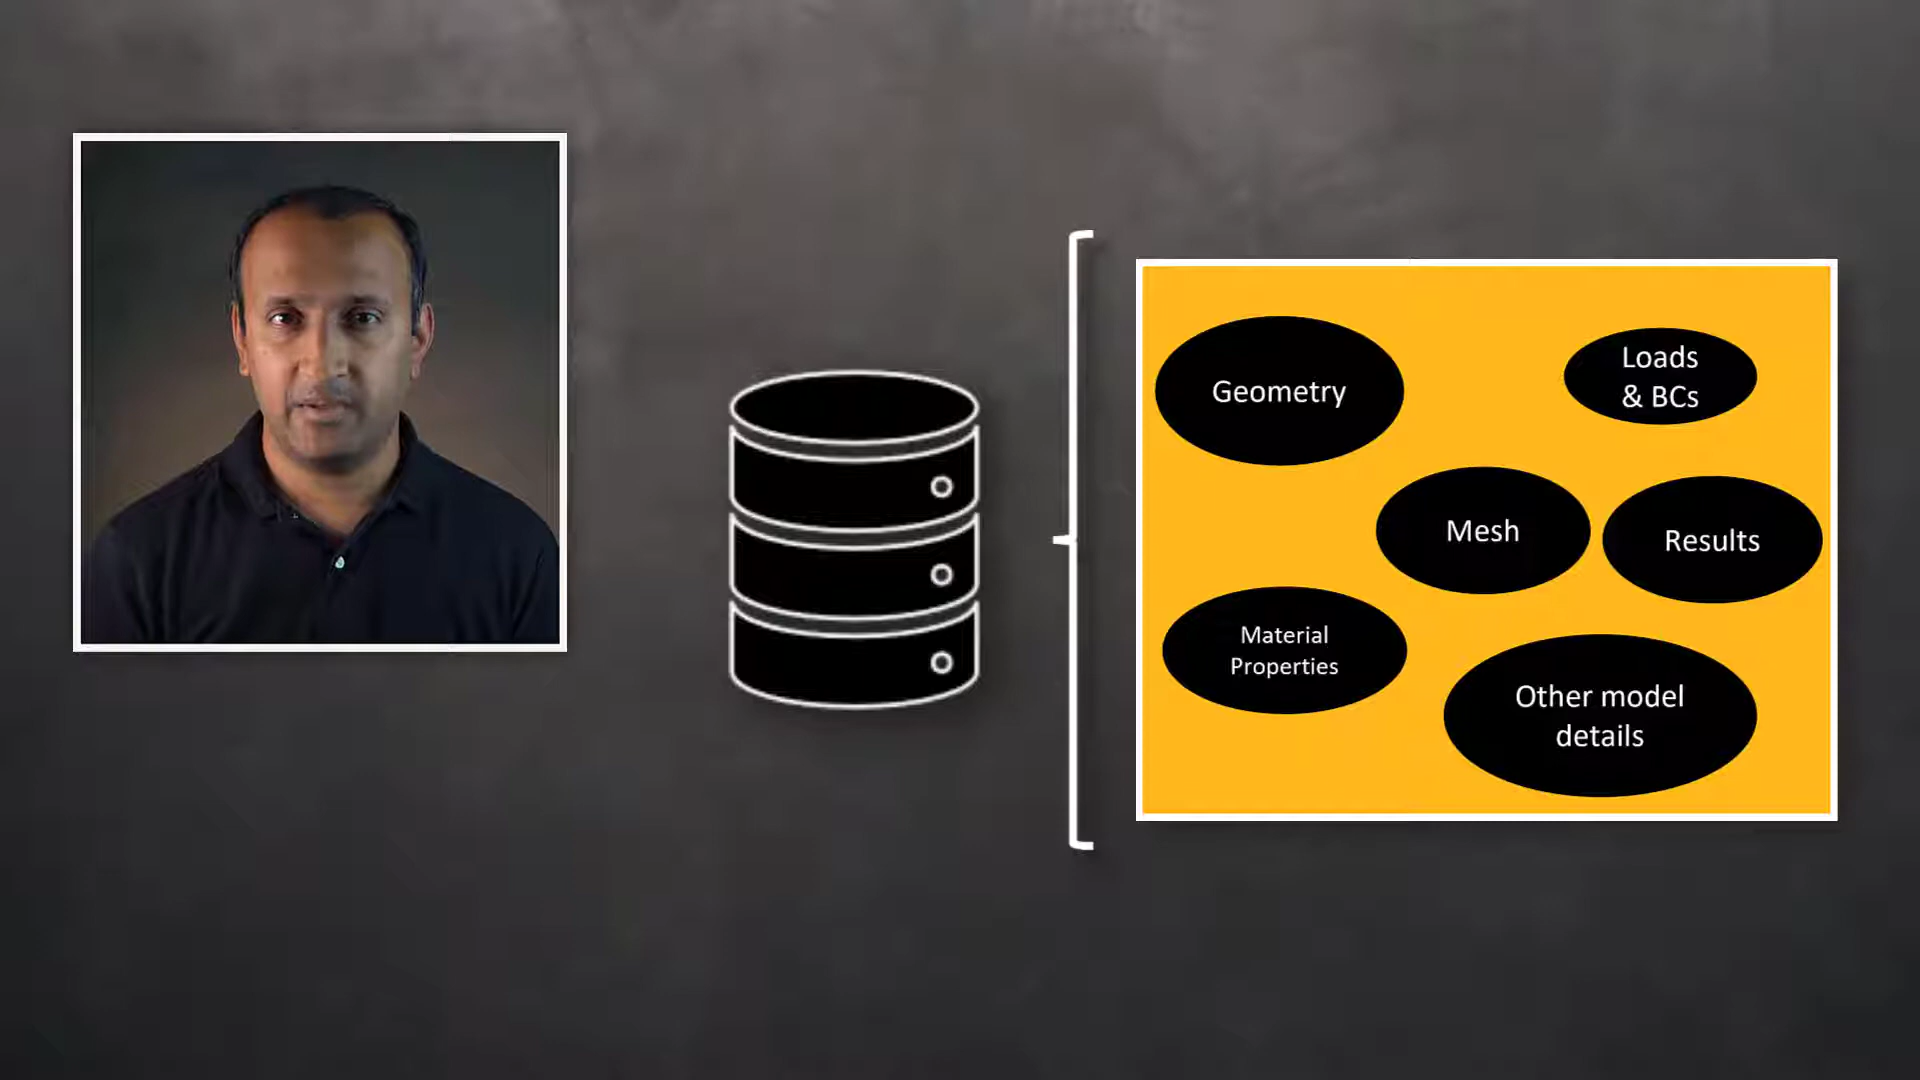 Geometry
Loads
& BCs
Mesh
Results
Material
Properties
Other model
details